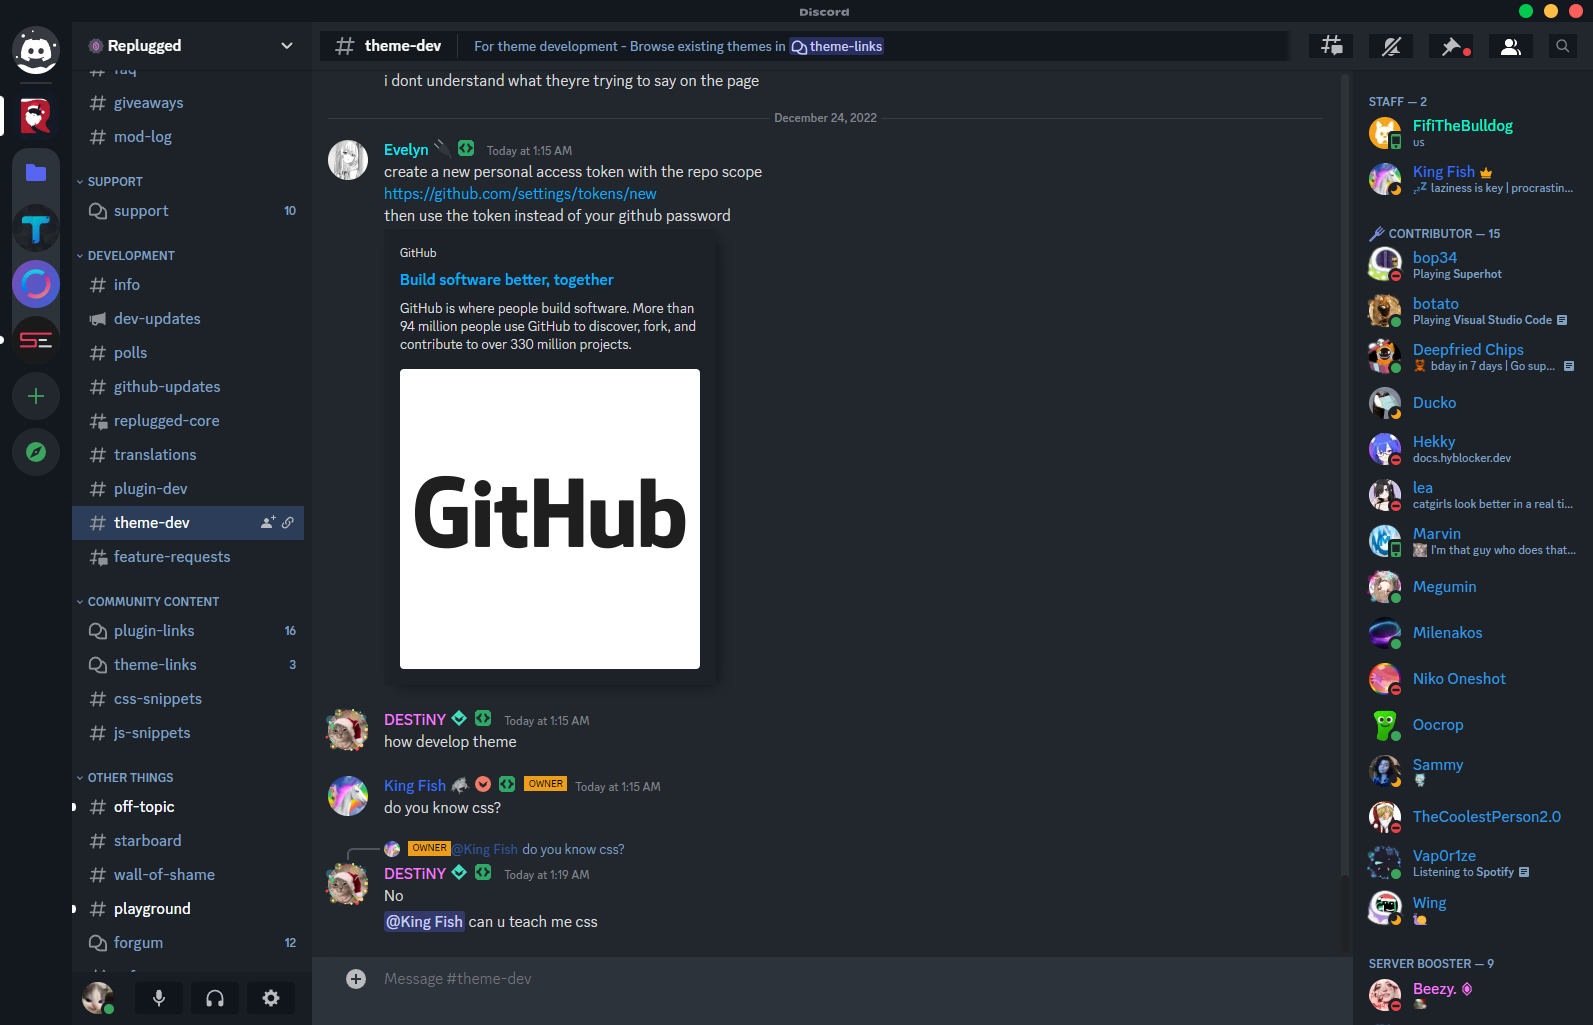 Discord
Replugged
faq
giveaways
mod-log
SUPPORT
support
10
DEVELOPMENT
info
dev-updates
polls
github-updates
replugged-core
translations
plugin-dev
theme-dev
feature-requests
COMMUNITY CONTENT
plugin-links
16
theme-links
3
css-snippets
js-snippets
OTHER THINGS
off-topic
starboard
wall-of-shame
playground
forgum
12
theme-dev
For theme development - Browse existing themes in theme-links
i dont understand what theyre trying to say on the page
December 24, 2022
Evelyn Today at 1:15 AM
create a new personal access token with the repo scope
https://github.com/settings/tokens/new
then use the token instead of your github password
GitHub
Build software better, together
GitHub is where people build software. More than
94 million people use GitHub to discover, fork, and
contribute to over 330 million projects.
GitHub
DESTiNY Today at 1:15 AM
how develop theme
King Fish OWNER Today at 1:15 AM
do you know css?
OWNER @King Fish do you know css?
DESTiNY Today at 1:19 AM
No
@King Fish can u teach me css
Message #theme-dev
STAFF — 2
FifiTheBulldog
us
King Fish
zzZ laziness is key | procrastin...
CONTRIBUTOR — 15
bop34
Playing Superhot
botato
Playing Visual Studio Code
Deepfried Chips
bday in 7 days | Go sup...
Ducko
Hekky
docs.hyblocker.dev
lea
catgirls look better in a real ti...
Marvin
I'm that guy who does that...
Megumin
Milenakos
Niko Oneshot
Oocrop
Sammy
TheCoolestPerson2.0
Vap0r1ze
Listening to Spotify
Wing
SERVER BOOSTER — 9
Beezy.